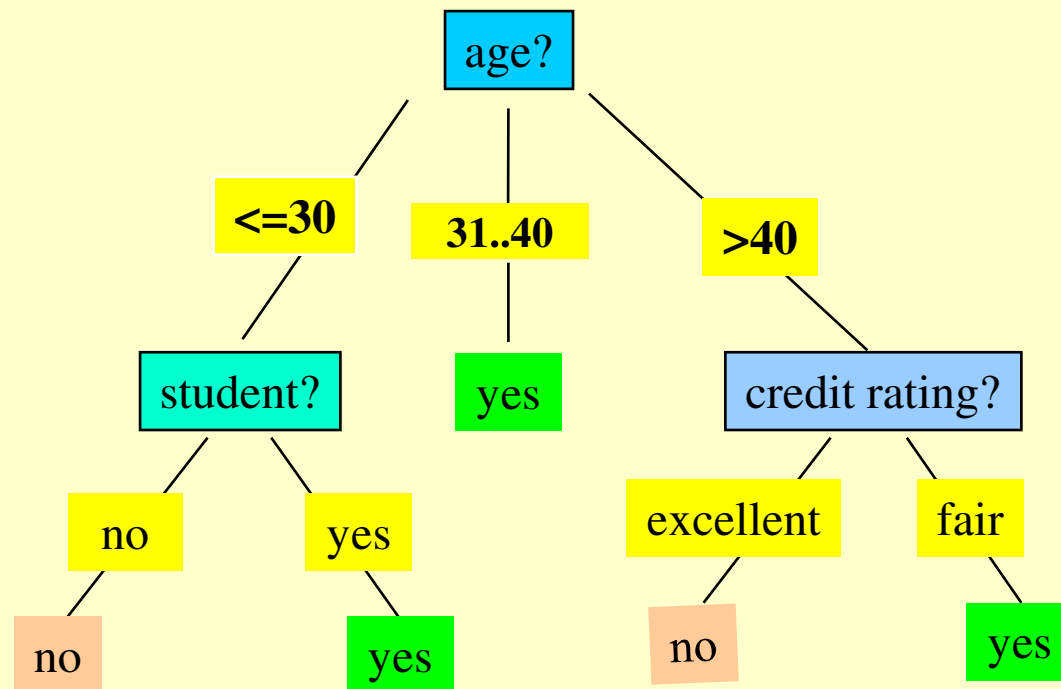 age?
<=30
31..40
>40
student?
yes
credit rating?
no
yes
excellent
fair
no
yes
no
yes